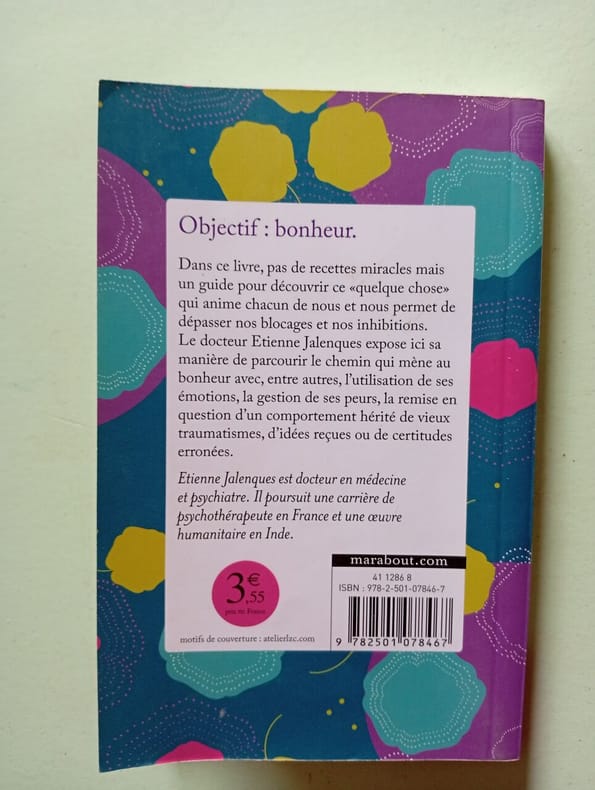 Objectif : bonheur.
Dans ce livre, pas de recettes miracles mais
un guide pour découvrir ce «quelque chose»
qui anime chacun de nous et nous permet de
dépasser nos blocages et nos inhibitions.
Le docteur Etienne Jalenques expose ici sa
manière de parcourir le chemin qui mène au
bonheur avec, entre autres, l'utilisation de ses
émotions, la gestion de ses peurs, la remise en
question d'un comportement hérité de vieux
traumatismes, d'idées reçues ou de certitudes
erronées.
Etienne Jalenques est docteur en médecine
et psychiatre. Il poursuit une carrière de
psychothérapeute en France et une œuvre
humanitaire en Inde.
marabout.com
41 1286 8
ISBN : 978-2-501-07846-7
3€,55
prix en France
motifs de couverture : atelierlzc.com
9 782501 078467